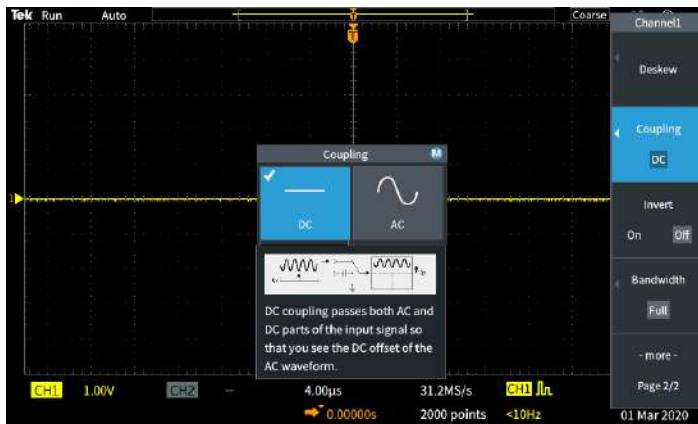 Tek Run Auto
Coarse
Channel1
Deskew
Coupling
DC
Invert
On Off
Bandwidth
Full
- more -
Page 2/2
T
1
Coupling M
DC AC
DC coupling passes both AC and
DC parts of the input signal so
that you see the DC offset of the
AC waveform.
CH1 1.00V CH2 — 4.00µs 31.2MS/s CH1
0.00000s 2000 points <10Hz 01 Mar 2020